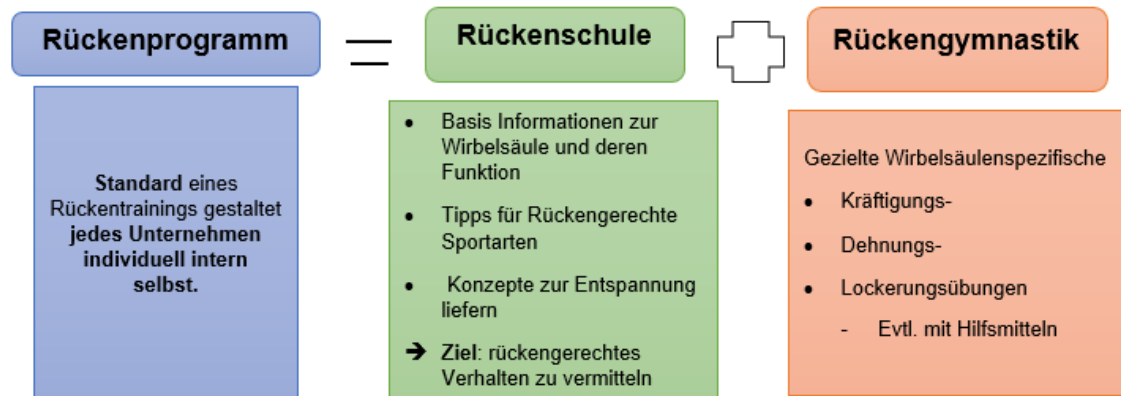 Rückenprogramm
Rückenschule
Rückengymnastik
Standard eines
Rückentrainings gestaltet
jedes Unternehmen
individuell intern
selbst.
• Basis Informationen zur
Wirbelsäule und deren
Funktion
• Tipps für Rückengerechte
Sportarten
• Konzepte zur Entspannung
liefern
➔ Ziel: rückengerechtes
Verhalten zu vermitteln
Gezielte Wirbelsäulenspezifische
• Kräftigungs-
• Dehnungs-
• Lockerungsübungen
- Evtl. mit Hilfsmitteln